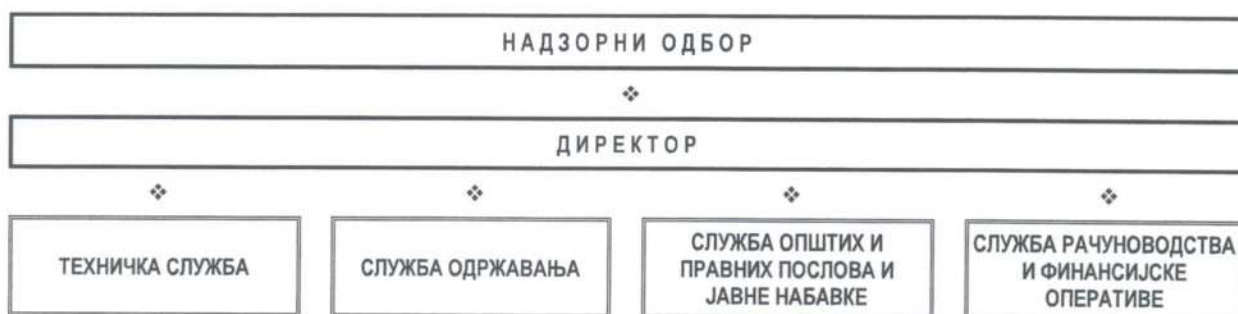 НАДЗОРНИ ОДБОР
ДИРЕКТОР
ТЕХНИЧКА СЛУЖБА
СЛУЖБА ОДРЖАВАЊА
СЛУЖБА ОПШТИХ И
ПРАВНИХ ПОСЛОВА И
ЈАВНЕ НАБАВКЕ
СЛУЖБА РАЧУНОВОДСТВА
И ФИНАНСИЈСКЕ
ОПЕРАТИВЕ